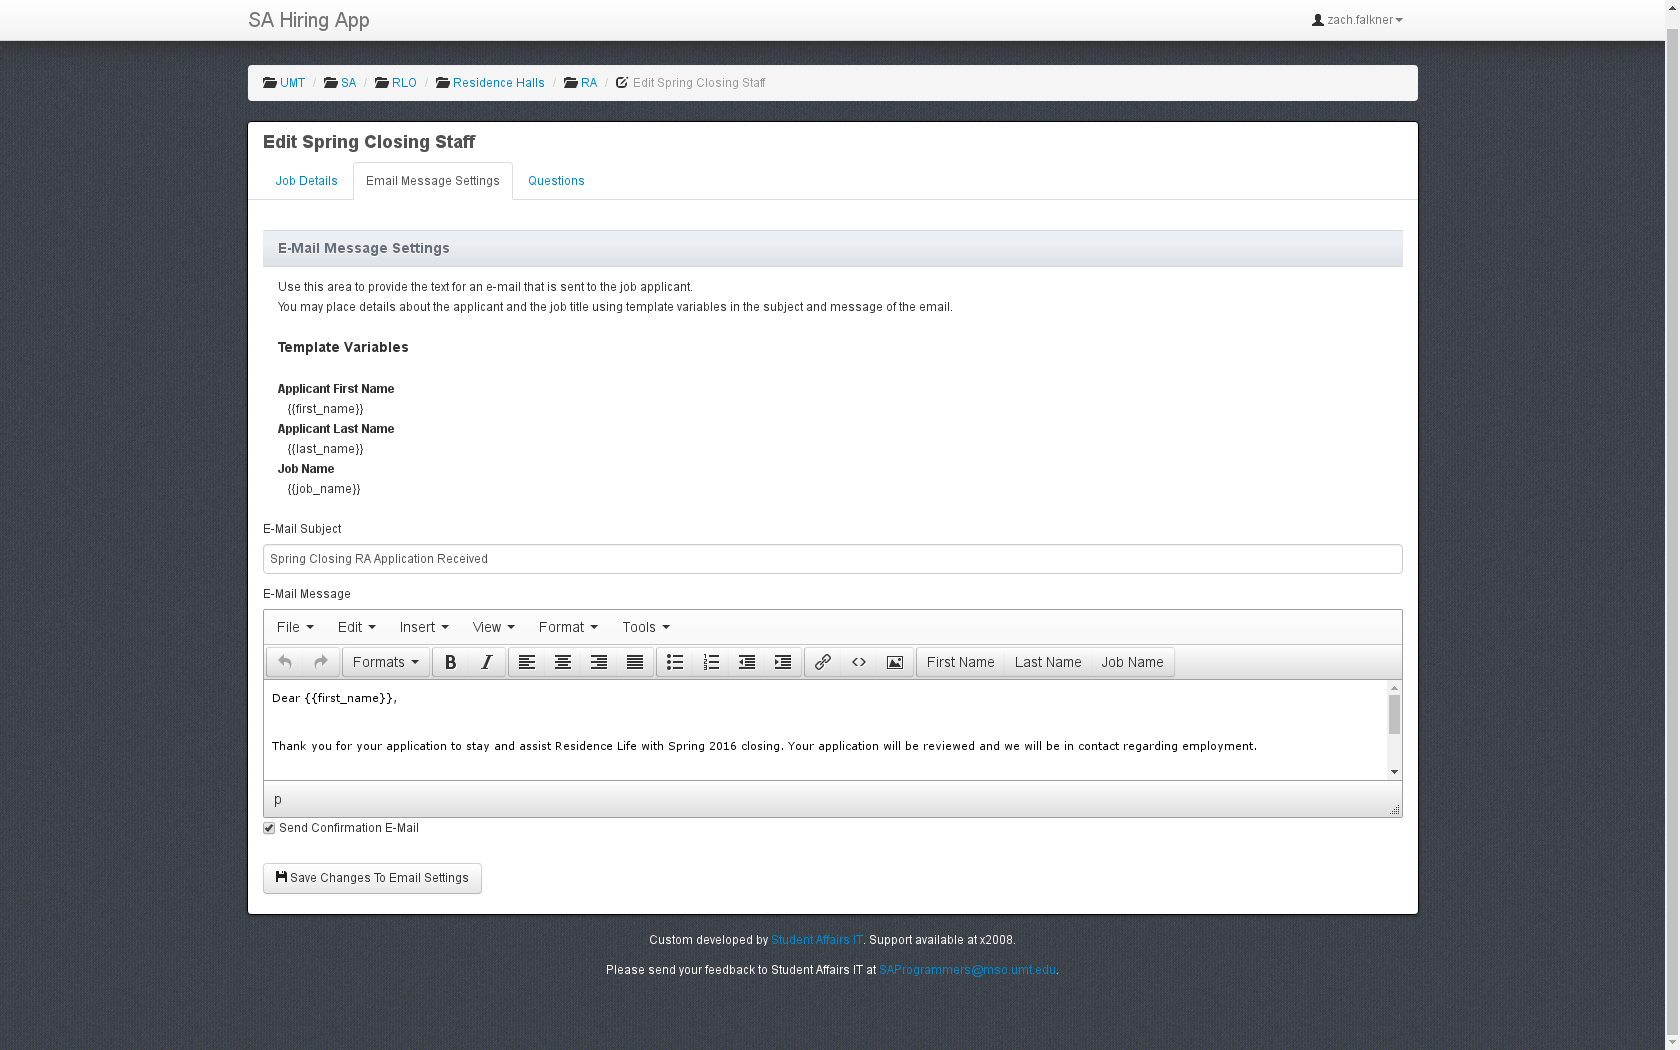 SA Hiring App
zach.falkner
UMT / SA / RLO / Residence Halls / RA / Edit Spring Closing Staff
Edit Spring Closing Staff
Job Details Email Message Settings Questions
E-Mail Message Settings
Use this area to provide the text for an e-mail that is sent to the job applicant.
You may place details about the applicant and the job title using template variables in the subject and message of the email.
Template Variables
Applicant First Name
{{first_name}}
Applicant Last Name
{{last_name}}
Job Name
{{job_name}}
E-Mail Subject
Spring Closing RA Application Received
E-Mail Message
File Edit Insert View Format Tools
Formats B I First Name Last Name Job Name
Dear {{first_name}},
Thank you for your application to stay and assist Residence Life with Spring 2016 closing. Your application will be reviewed and we will be in contact regarding employment.
p
Send Confirmation E-Mail
Save Changes To Email Settings
Custom developed by Student Affairs IT. Support available at x2008.
Please send your feedback to Student Affairs IT at SAProgrammers@mso.umt.edu.